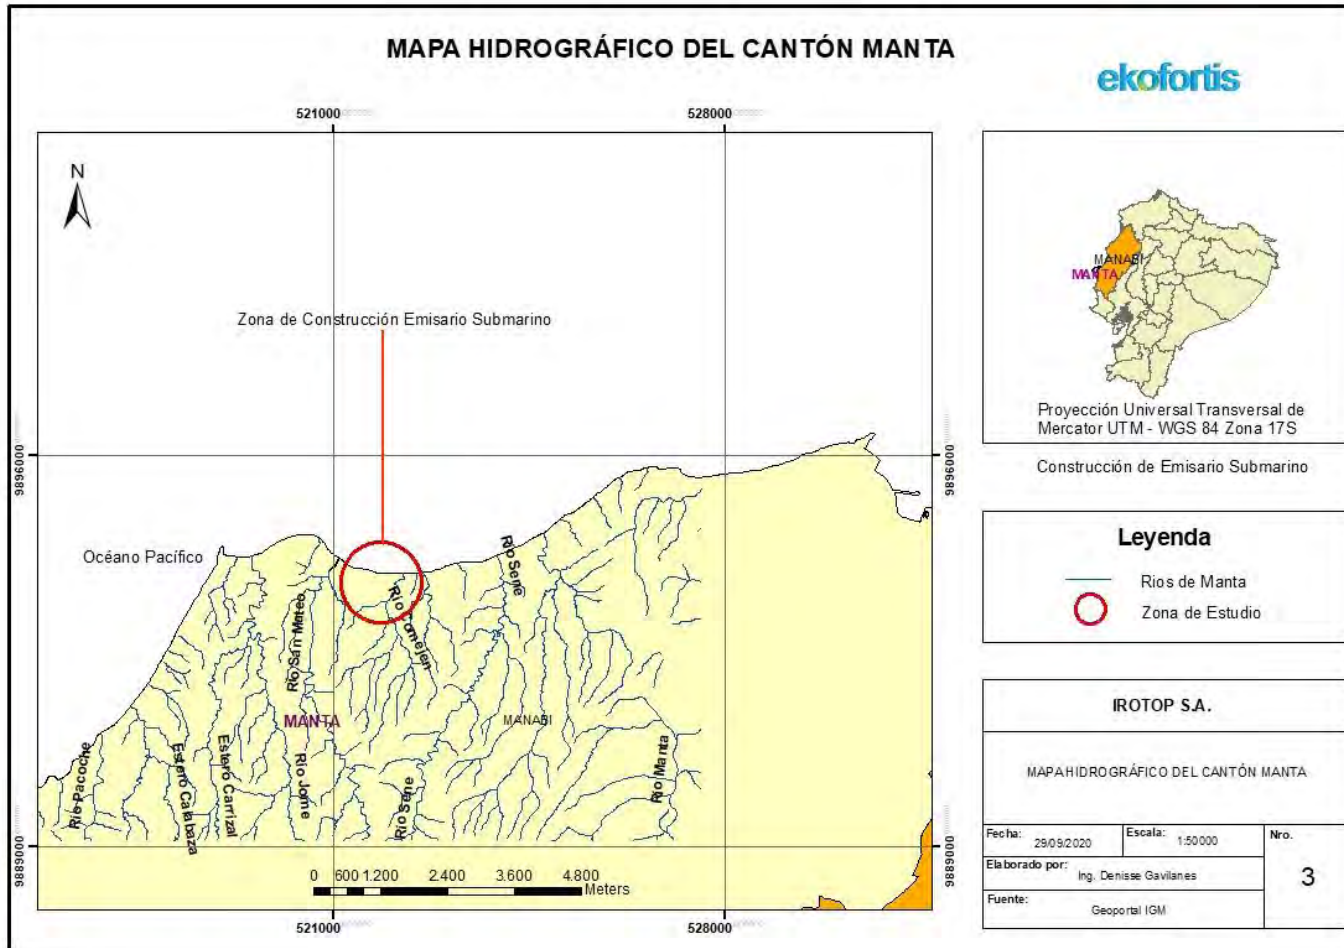 MAPA HIDROGRÁFICO DEL CANTÓN MANTA
ekofortis
521000
528000
N
Zona de Construcción Emisario Submarino
MANABI
MANTA
Proyección Universal Transversal de
Mercator UTM - WGS 84 Zona 17S
9896000
9896000
Construcción de Emisario Submarino
Océano Pacífico
Río Sene
Río San Mateo
Río Comejen
Leyenda
Rios de Manta
Zona de Estudio
MANTA
MANABI
Río Pacoche
Estero Calabaza
Estero Carrizal
Río Jome
Río Sene
Río Manta
IROTOP S.A.
MAPA HIDROGRÁFICO DEL CANTÓN MANTA
9889000
9889000
0 600 1.200 2.400 3.600 4.800
Meters
Fecha: 29/09/2020
Escala: 1:50000
Nro.
3
Elaborado por:
Ing. Denisse Gavilanes
Fuente:
Geoportal IGM
521000
528000